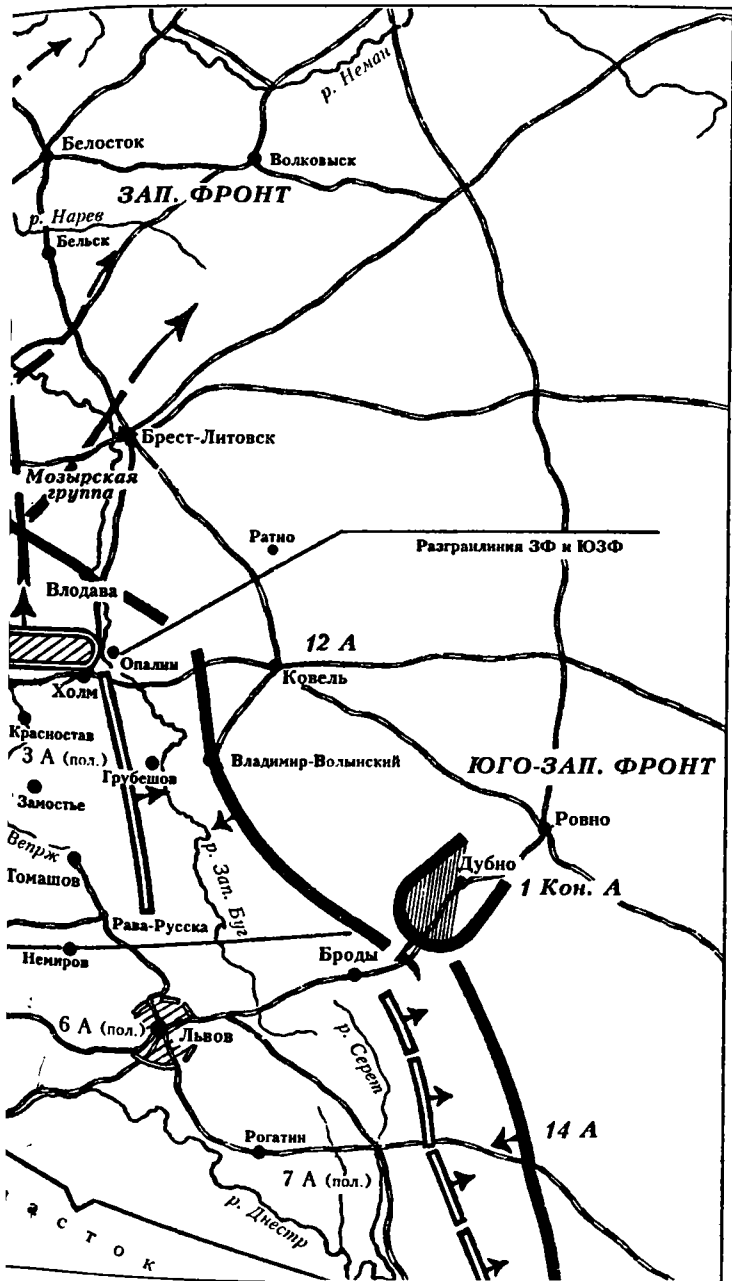 р. Неман
Белосток
Волковыск
ЗАП. ФРОНТ
р. Нарев
Бельск
Брест-Литовск
Мозырская
группа
Ратно
Разгранлиния ЗФ и ЮЗФ
Влодава
12 А
Опалин
Ковель
Холм
Красностав
3 А (пол.)
Грубешов
Владимир-Волынский
ЮГО-ЗАП. ФРОНТ
Замостье
Ровно
Вепрж
р. Зап. Буг
Дубно
Томашов
1 Кон. А
Рава-Русска
Немиров
Броды
6 А (пол.)
Львов
р. Серет
Рогатин
14 А
7 А (пол.)
р. Днестр
асток